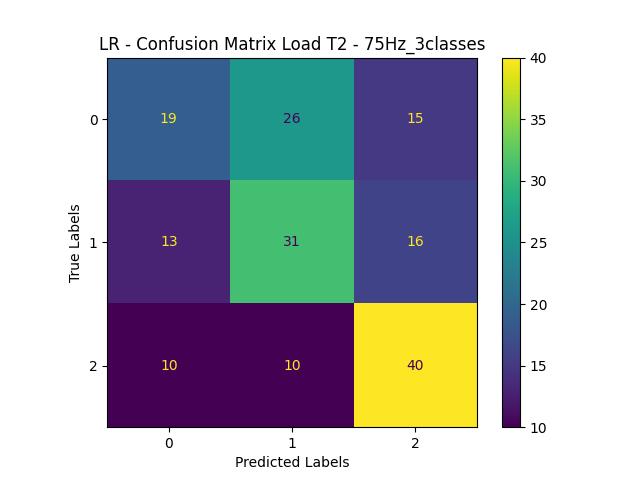 LR - Confusion Matrix Load T2 - 75Hz_3classes
True Labels
0 19 26 15
1 13 31 16
2 10 10 40
0 1 2
Predicted Labels
40
35
30
25
20
15
10